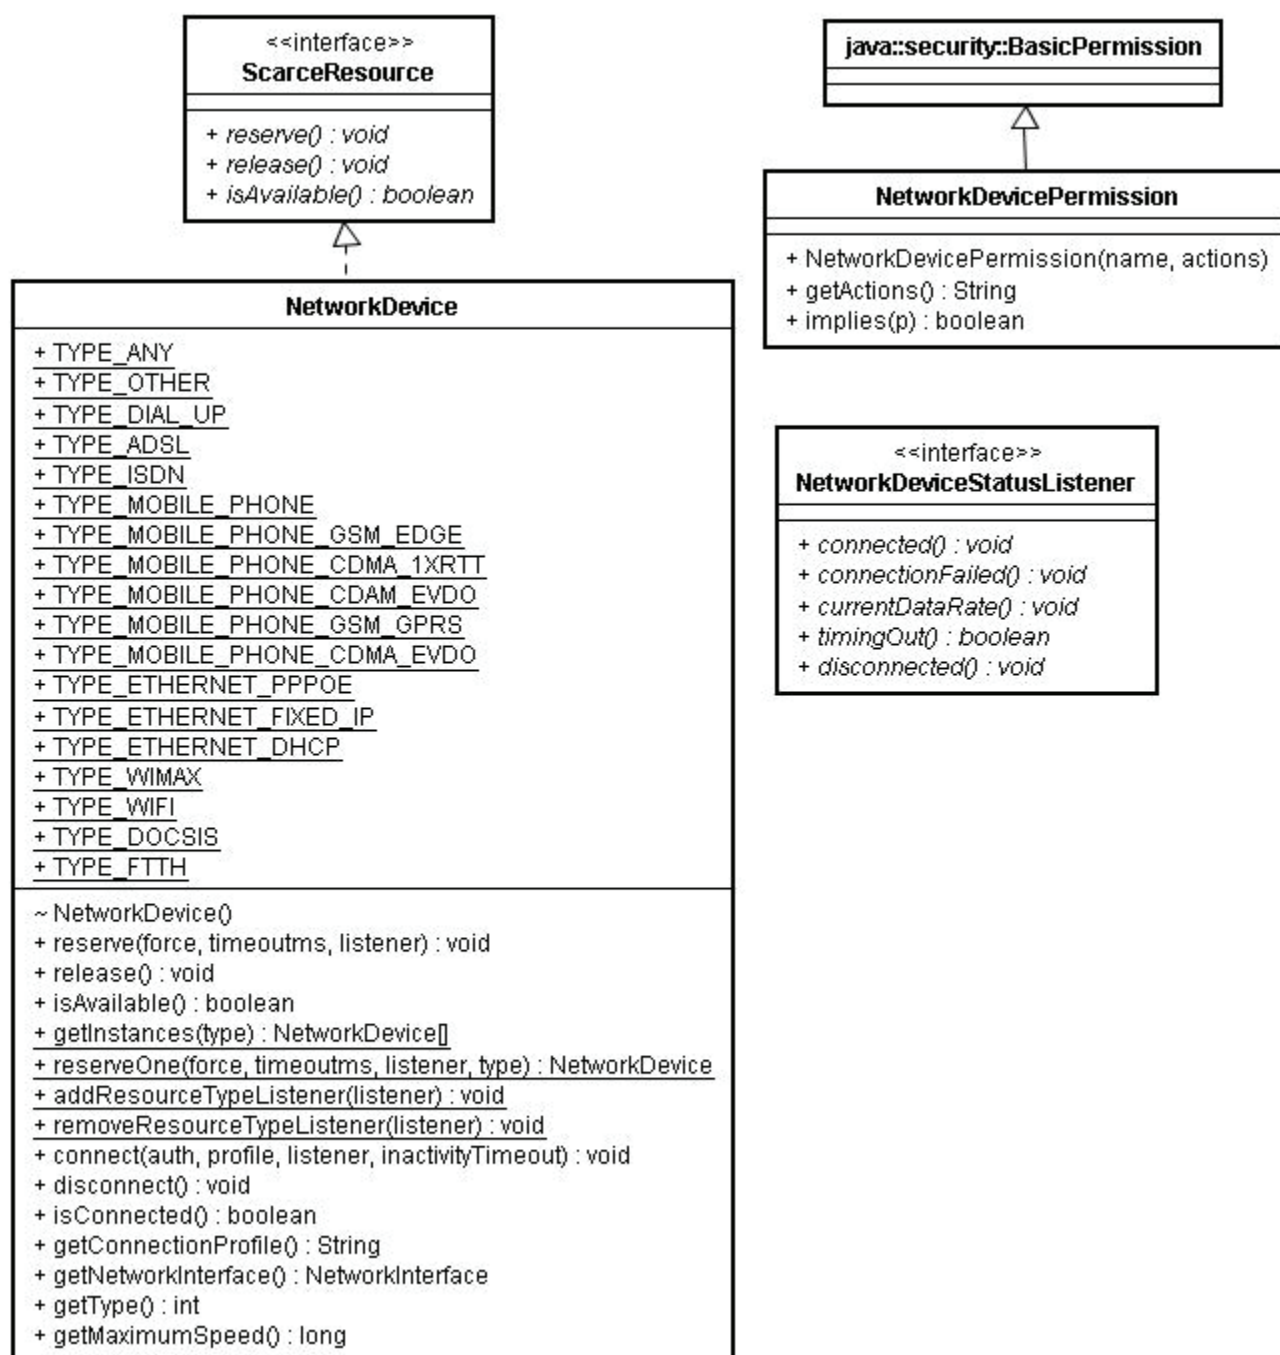 <<interface>>
ScarceResource
+ reserve() : void
+ release() : void
+ isAvailable() : boolean
NetworkDevice
+ TYPE_ANY
+ TYPE_OTHER
+ TYPE_DIAL_UP
+ TYPE_ADSL
+ TYPE_ISDN
+ TYPE_MOBILE_PHONE
+ TYPE_MOBILE_PHONE_GSM_EDGE
+ TYPE_MOBILE_PHONE_CDMA_1XRTT
+ TYPE_MOBILE_PHONE_CDAM_EVDO
+ TYPE_MOBILE_PHONE_GSM_GPRS
+ TYPE_MOBILE_PHONE_CDMA_EVDO
+ TYPE_ETHERNET_PPPOE
+ TYPE_ETHERNET_FIXED_IP
+ TYPE_ETHERNET_DHCP
+ TYPE_WIMAX
+ TYPE_WIFI
+ TYPE_DOCSIS
+ TYPE_FTTH
~ NetworkDevice()
+ reserve(force, timeoutms, listener) : void
+ release() : void
+ isAvailable() : boolean
+ getInstances(type) : NetworkDevice[]
+ reserveOne(force, timeoutms, listener, type) : NetworkDevice
+ addResourceTypeListener(listener) : void
+ removeResourceTypeListener(listener) : void
+ connect(auth, profile, listener, inactivityTimeout) : void
+ disconnect() : void
+ isConnected() : boolean
+ getConnectionProfile() : String
+ getNetworkInterface() : NetworkInterface
+ getType() : int
+ getMaximumSpeed() : long
java::security::BasicPermission
NetworkDevicePermission
+ NetworkDevicePermission(name, actions)
+ getActions() : String
+ implies(p) : boolean
<<interface>>
NetworkDeviceStatusListener
+ connected() : void
+ connectionFailed() : void
+ currentDataRate() : void
+ timingOut() : boolean
+ disconnected() : void